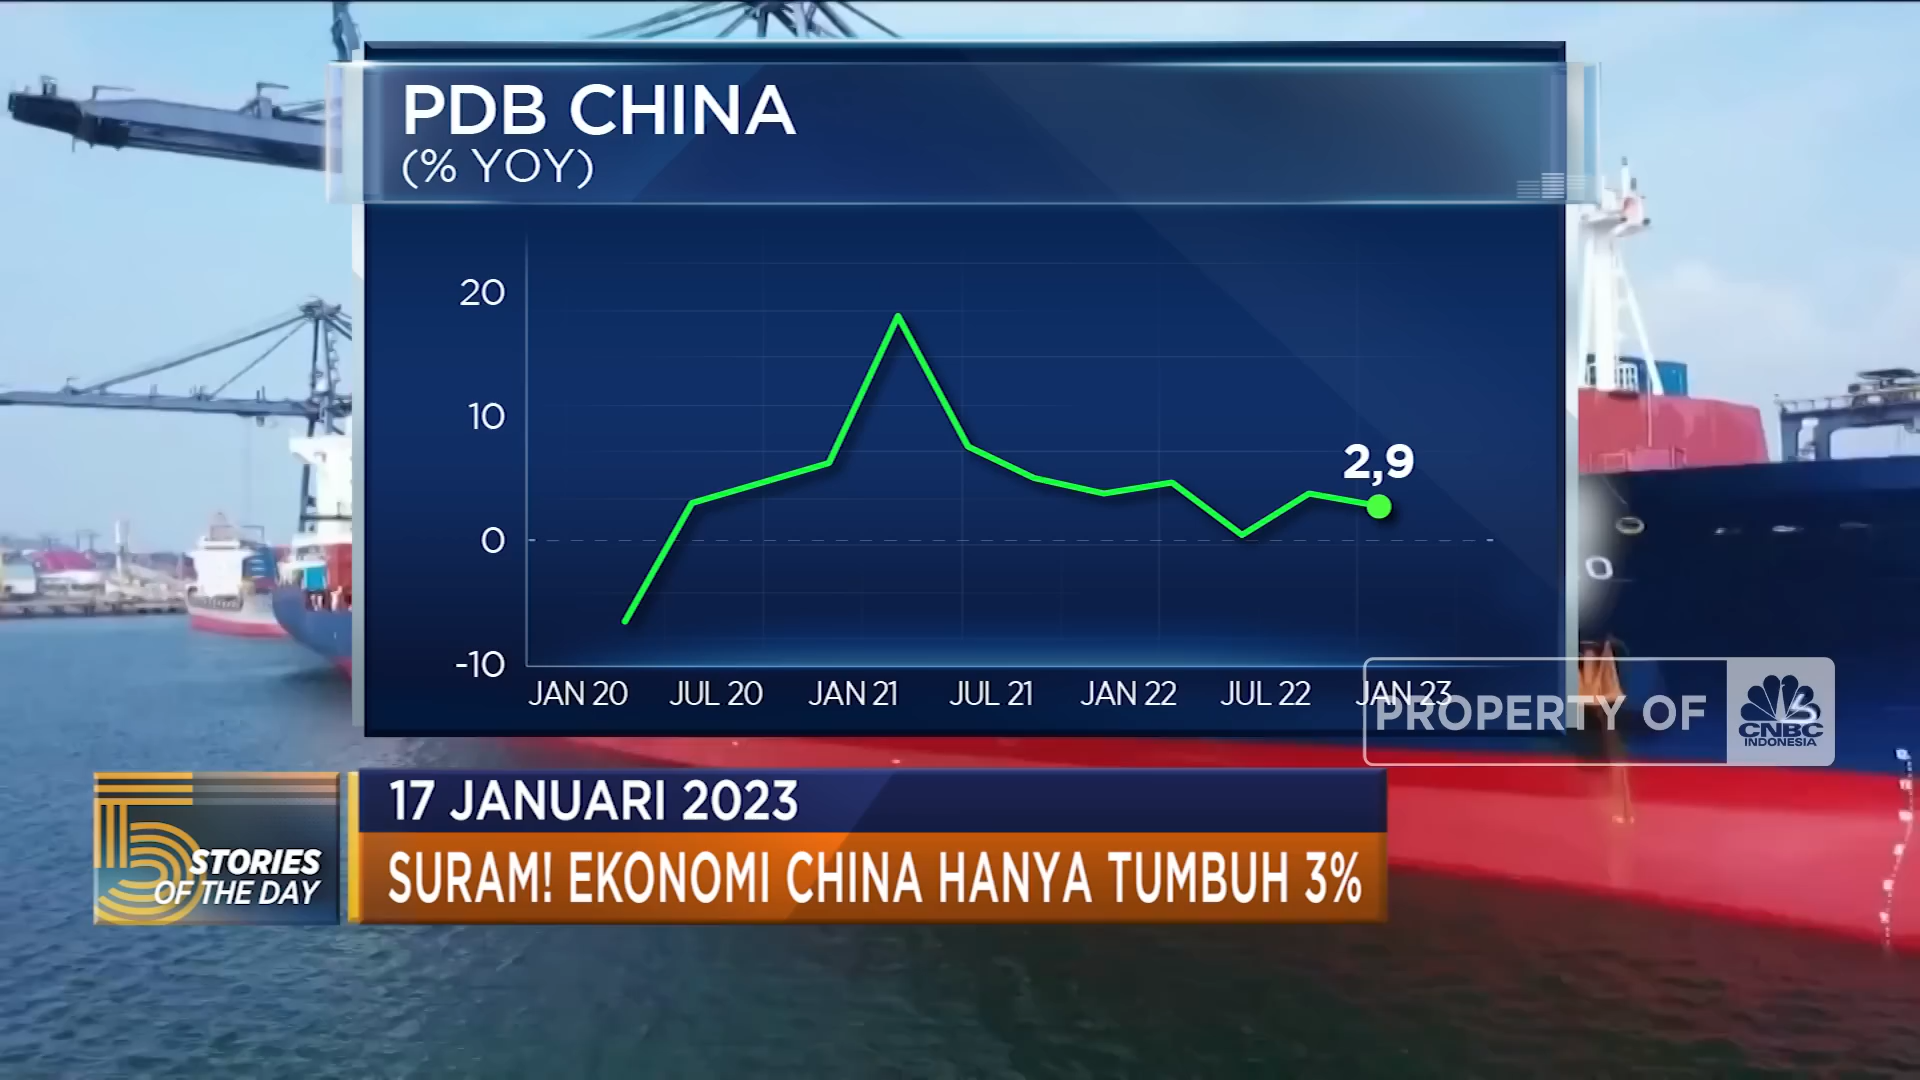 PDB CHINA
(% YOY)
20
10
0
-10
2,9
JAN 20 JUL 20 JAN 21 JUL 21 JAN 22 JUL 22 JAN 23
PROPERTY OF
CNBC
INDONESIA
17 JANUARI 2023
SURAM! EKONOMI CHINA HANYA TUMBUH 3%
5
STORIES
OF THE DAY